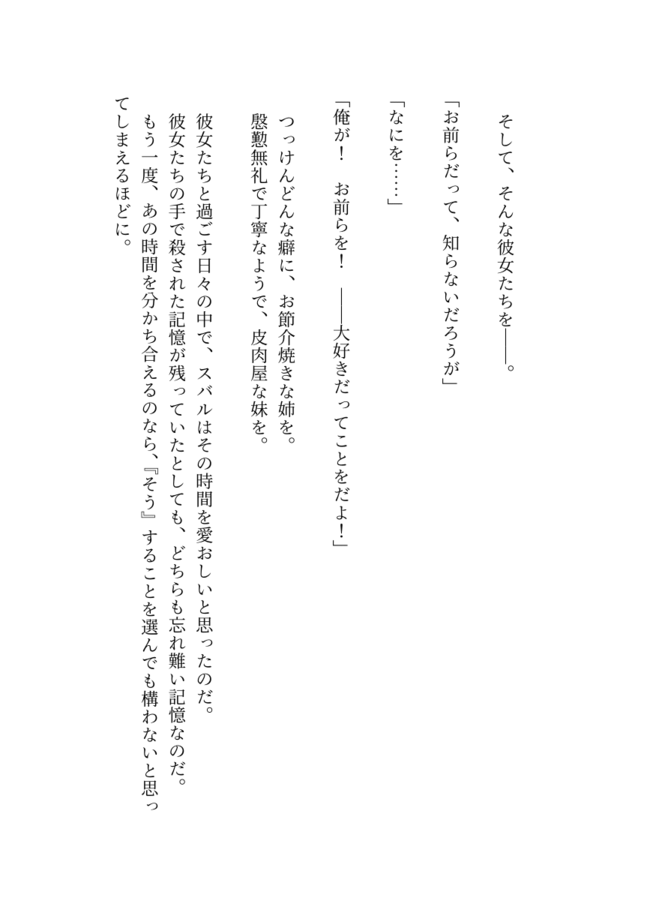 そして、そんな彼女たちを――。
「お前らだって、知らないだろうが」
「なにを……」
「俺が！　お前らを！　――大好きだってことをだよ！」
　つっけんどんな癖に、お節介焼きな姉を。
　慇懃無礼で丁寧なようで、皮肉屋な妹を。
　彼女たちと過ごす日々の中で、スバルはその時間を愛おしいと思ったのだ。
　彼女たちの手で殺された記憶が残っていたとしても、どちらも忘れ難い記憶なのだ。
　もう一度、あの時間を分かち合えるのなら、『そう』することを選んでも構わないと思っ
てしまえるほどに。